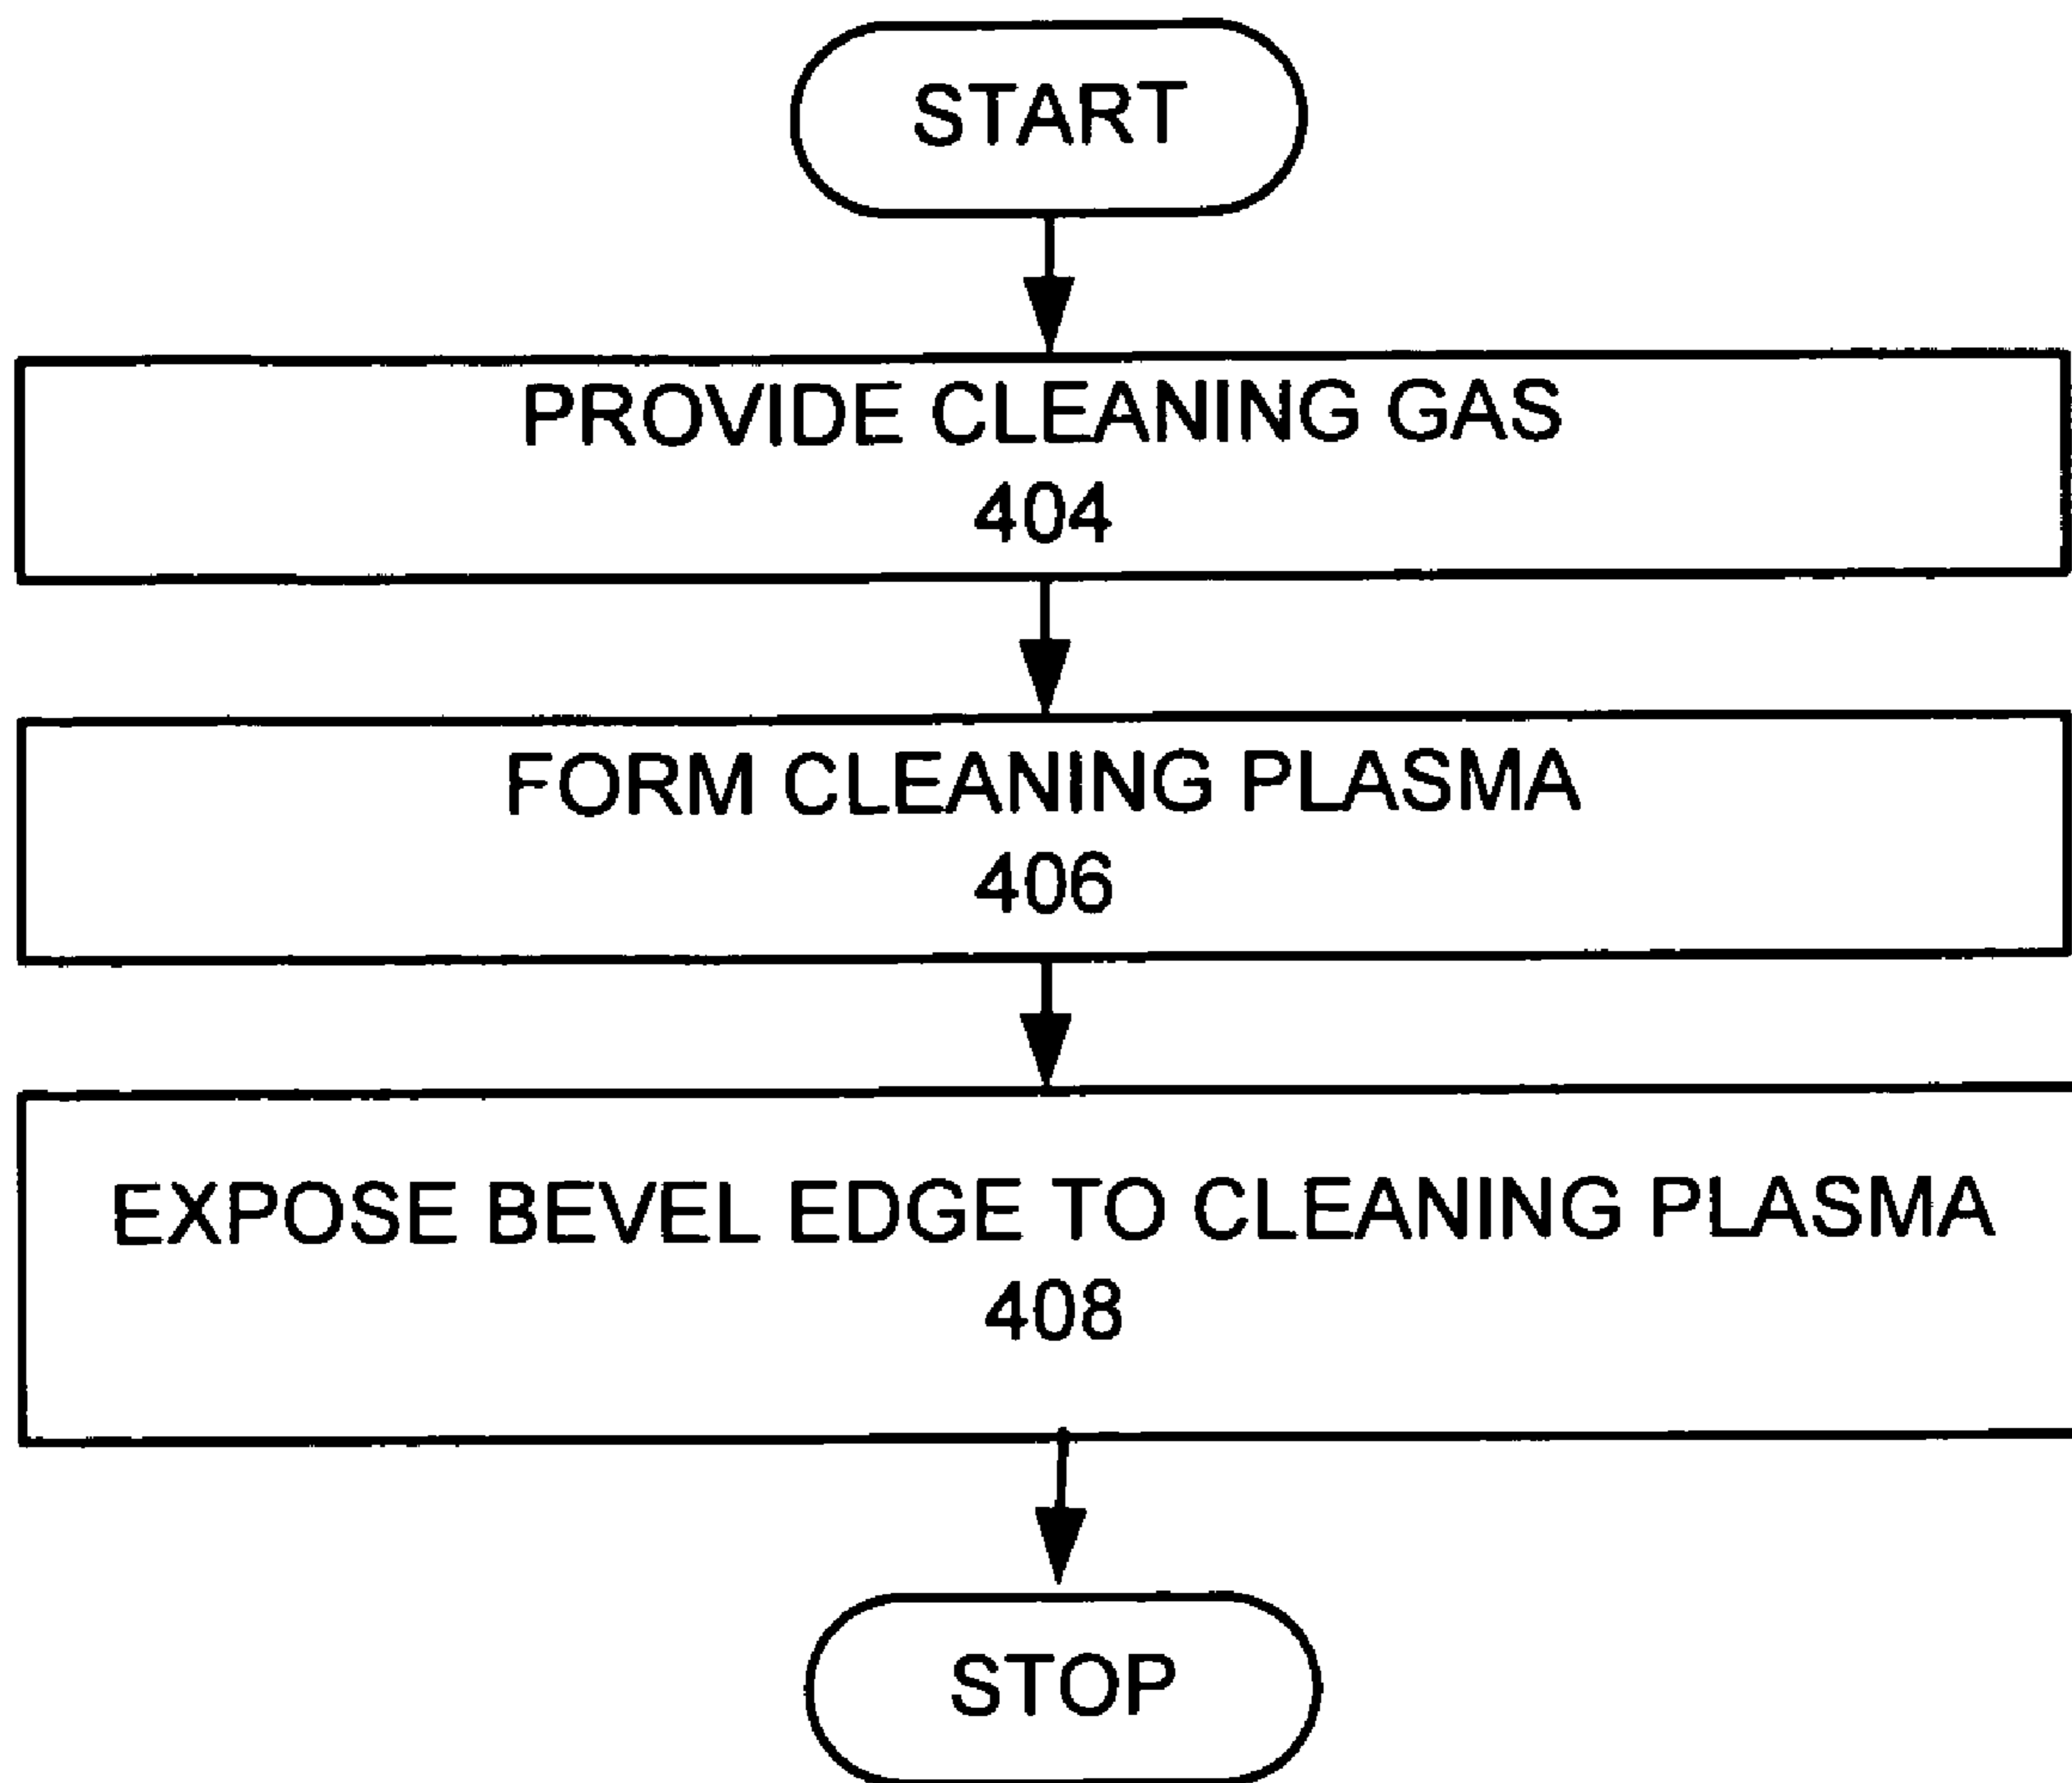 START
PROVIDE CLEANING GAS
404
FORM CLEANING PLASMA
406
EXPOSE BEVEL EDGE TO CLEANING PLASMA
408
STOP